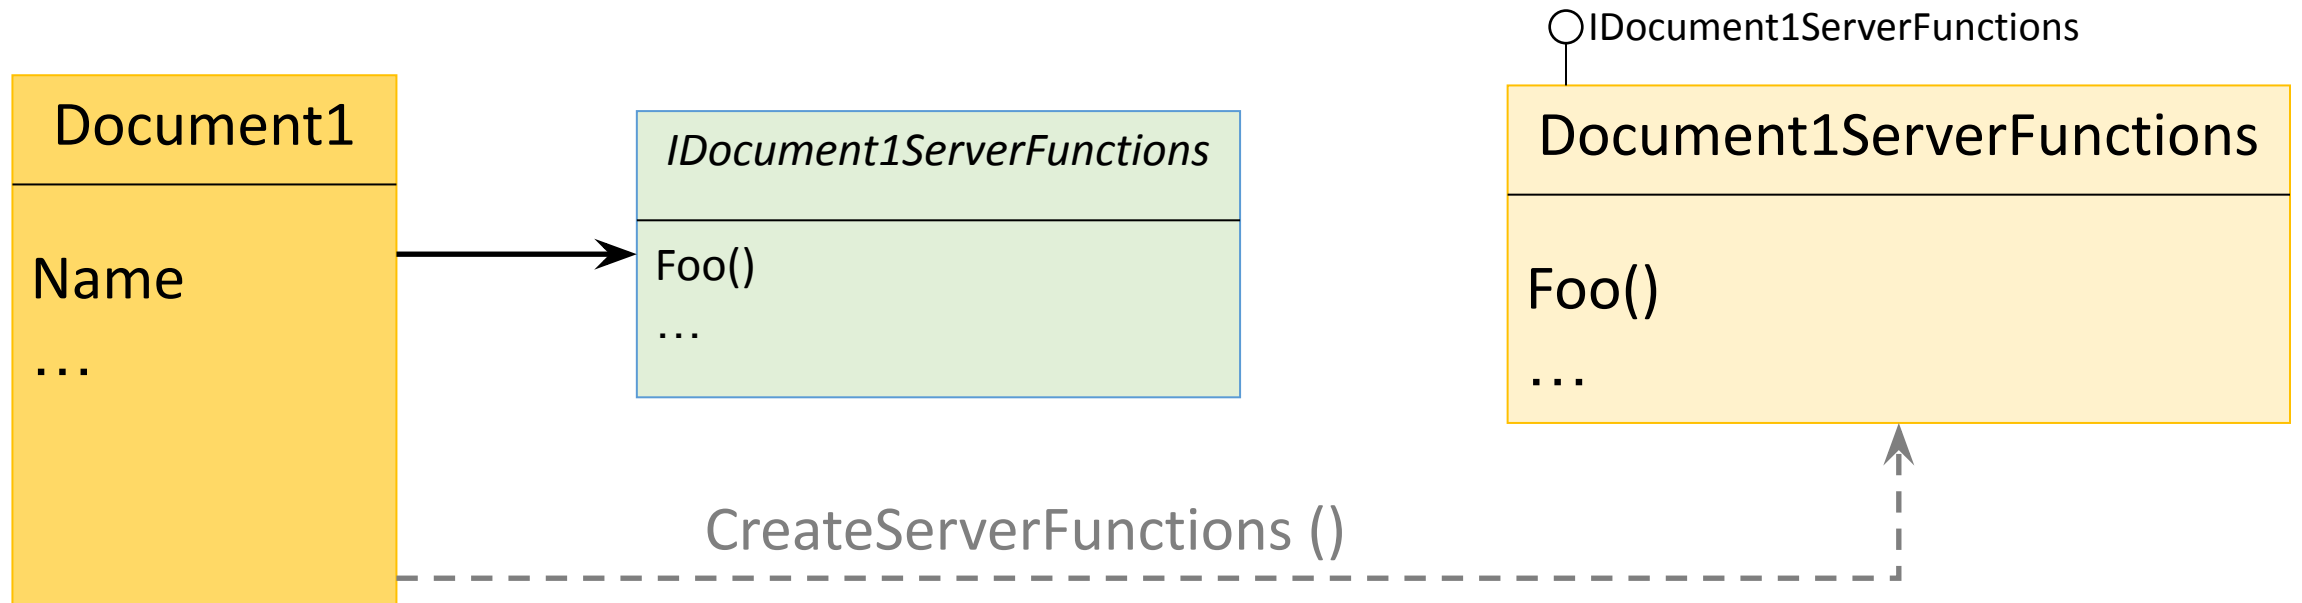 IDocument1ServerFunctions
Document1
Name
...
IDocument1ServerFunctions
Foo()
...
Document1ServerFunctions
Foo()
...
CreateServerFunctions ()